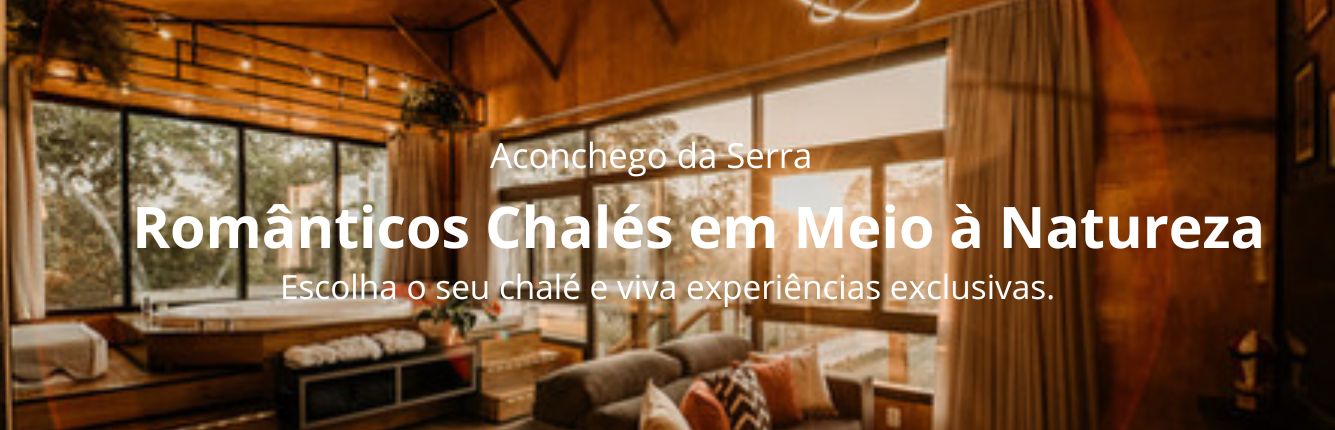 Aconchego da Serra
Românticos Chalés em Meio à Natureza
Escolha o seu chalé e viva experiências exclusivas.